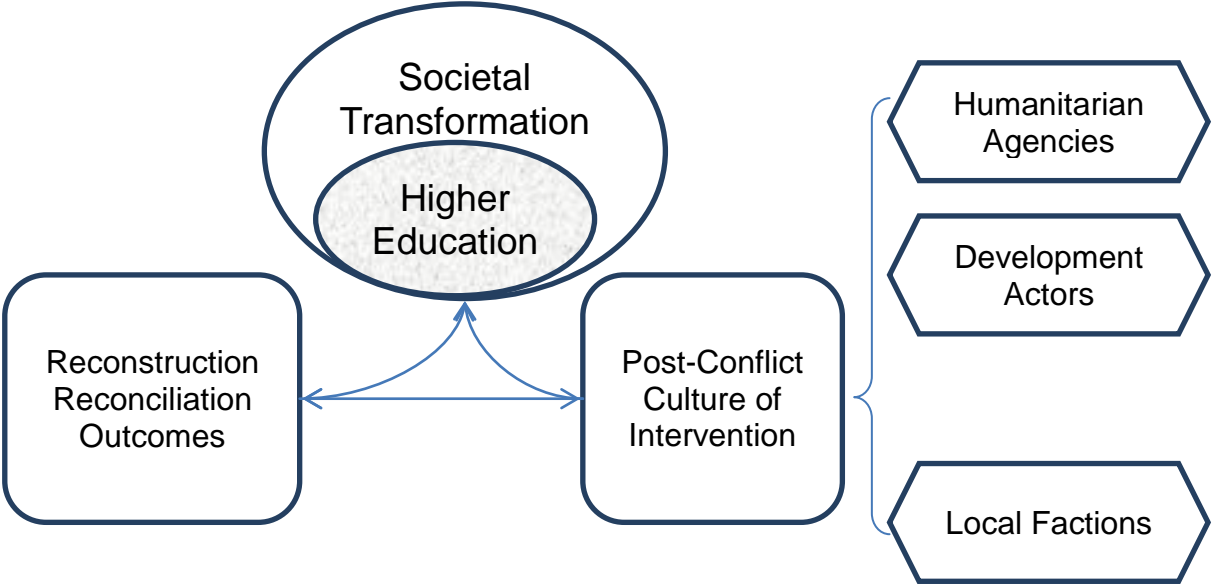 Societal
Transformation
Higher
Education
Reconstruction
Reconciliation
Outcomes
Post-Conflict
Culture of
Intervention
Humanitarian
Agencies
Development
Actors
Local Factions